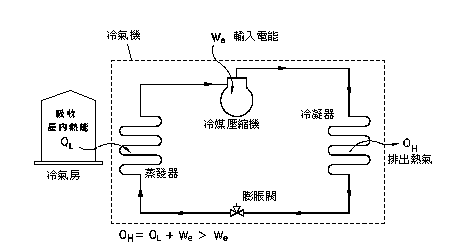 冷氣機
We 輸入電能
吸收
屋內熱能
QL
冷氣房
蒸發器
冷媒壓縮機
冷凝器
QH
排出熱氣
膨脹閥
QH = QL + We > We